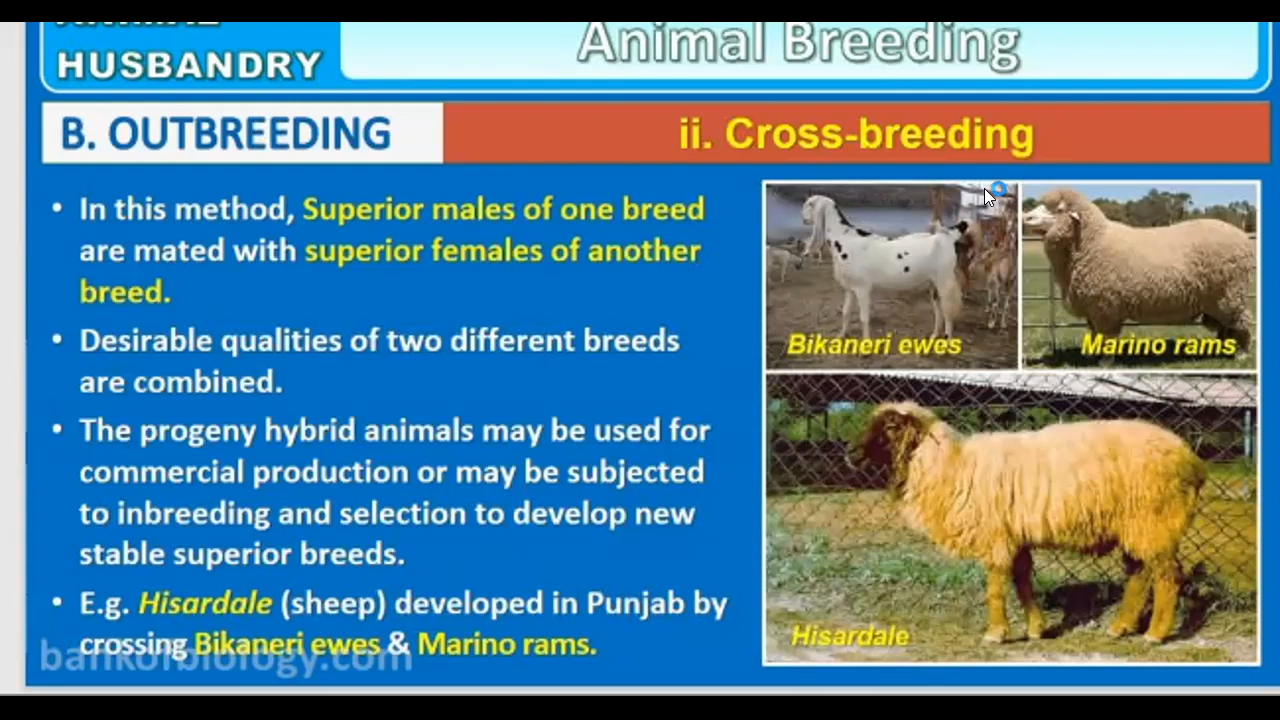 ANIMAL
HUSBANDRY
Animal Breeding
B. OUTBREEDING
ii. Cross-breeding
• In this method, Superior males of one breed
are mated with superior females of another
breed.
• Desirable qualities of two different breeds
are combined.
• The progeny hybrid animals may be used for
commercial production or may be subjected
to inbreeding and selection to develop new
stable superior breeds.
• E.g. Hisardale (sheep) developed in Punjab by
crossing Bikaneri ewes & Marino rams.
bankofbiology.com
Bikaneri ewes
Marino rams
Hisardale